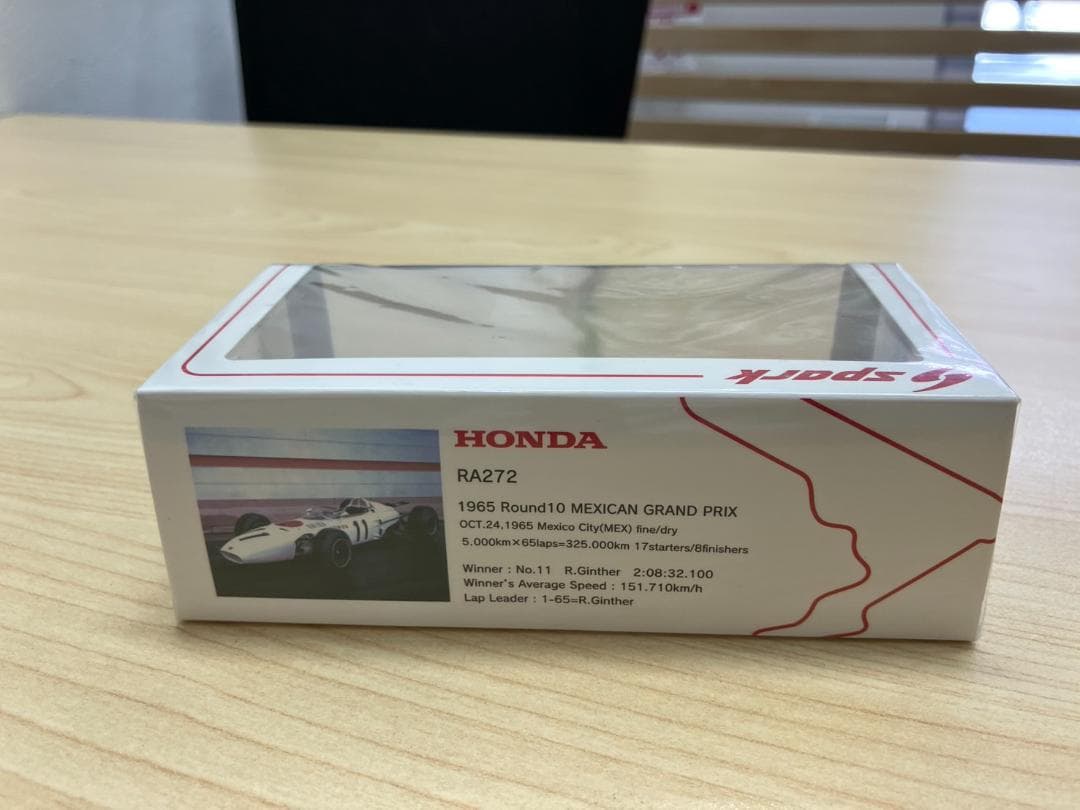 spark
HONDA
RA272
1965 Round10 MEXICAN GRAND PRIX
OCT.24,1965 Mexico City(MEX) fine/dry
5.000km×65laps=325.000km 17starters/8finishers
Winner : No.11 R.Ginther 2:08:32.100
Winner's Average Speed : 151.710km/h
Lap Leader : 1-65=R.Ginther
11